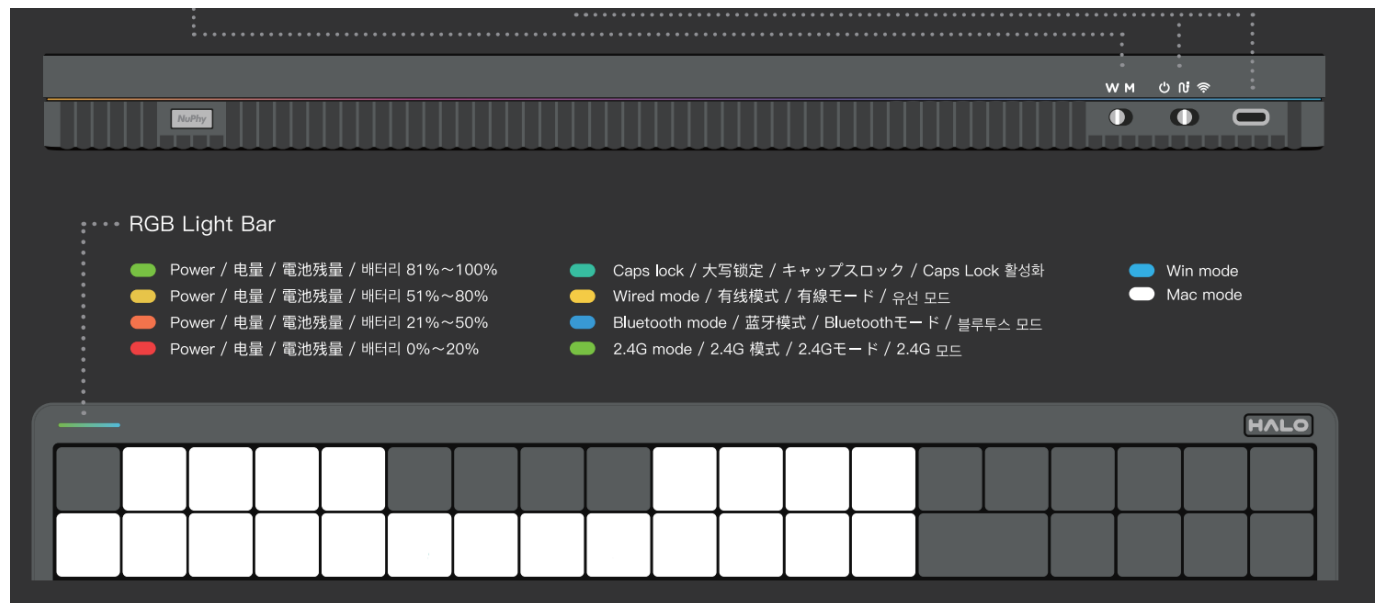 W M
NuPhy
RGB Light Bar
Power / 电量 / 電池残量 / 배터리 81%～100%
Power / 电量 / 電池残量 / 배터리 51%～80%
Power / 电量 / 電池残量 / 배터리 21%～50%
Power / 电量 / 電池残量 / 배터리 0%～20%
Caps lock / 大写锁定 / キャップスロック / Caps Lock 활성화
Wired mode / 有线模式 / 有線モード / 유선 모드
Bluetooth mode / 蓝牙模式 / Bluetoothモード / 블루투스 모드
2.4G mode / 2.4G 模式 / 2.4Gモード / 2.4G 모드
Win mode
Mac mode
HALO